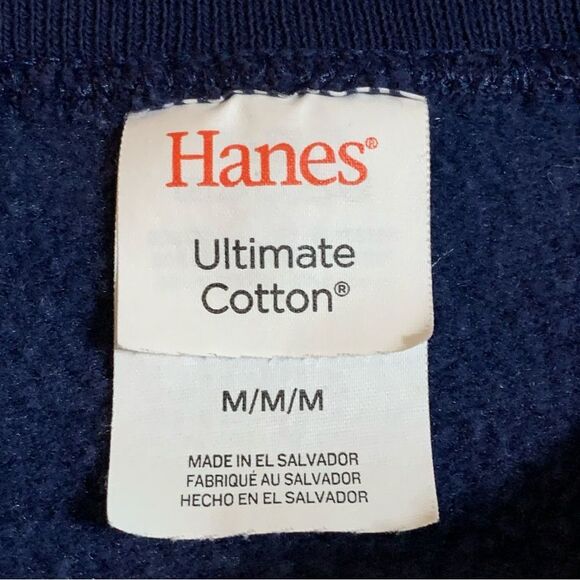 Hanes®
Ultimate
Cotton®
M/M/M
MADE IN EL SALVADOR
FABRIQUÉ AU SALVADOR
HECHO EN EL SALVADOR